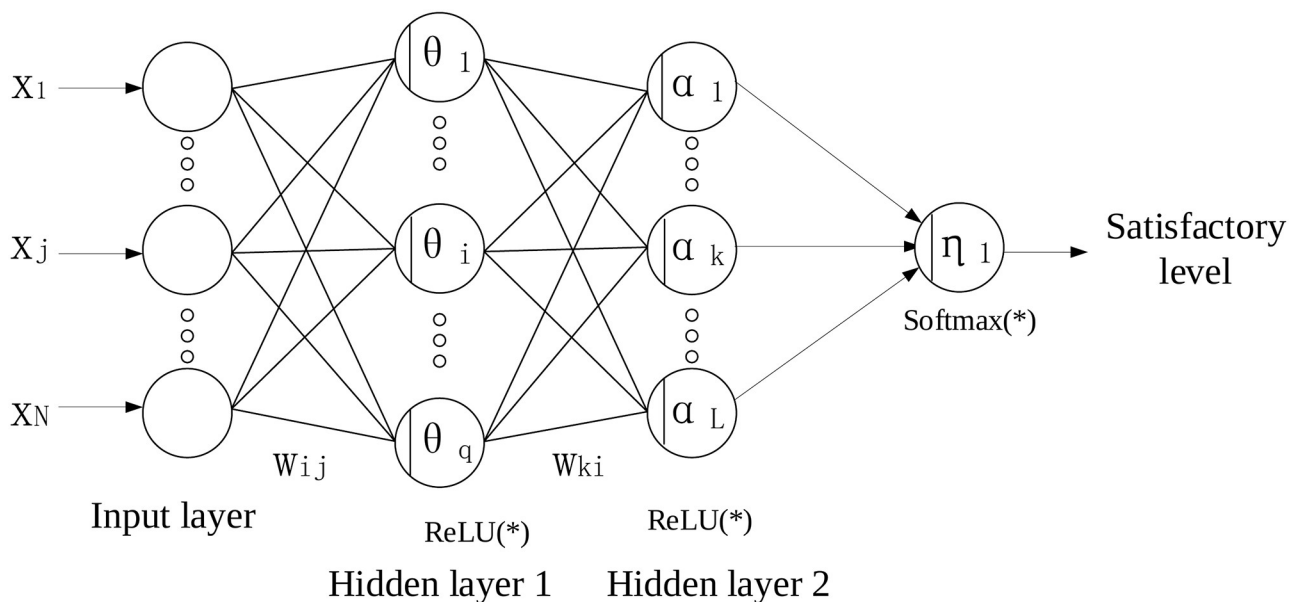 X1
Xj
XN
θ 1
θ i
θ q
α 1
α k
α L
η 1
Satisfactory
level
Softmax(*)
Wij
Wki
Input layer
ReLU(*)
ReLU(*)
Hidden layer 1
Hidden layer 2